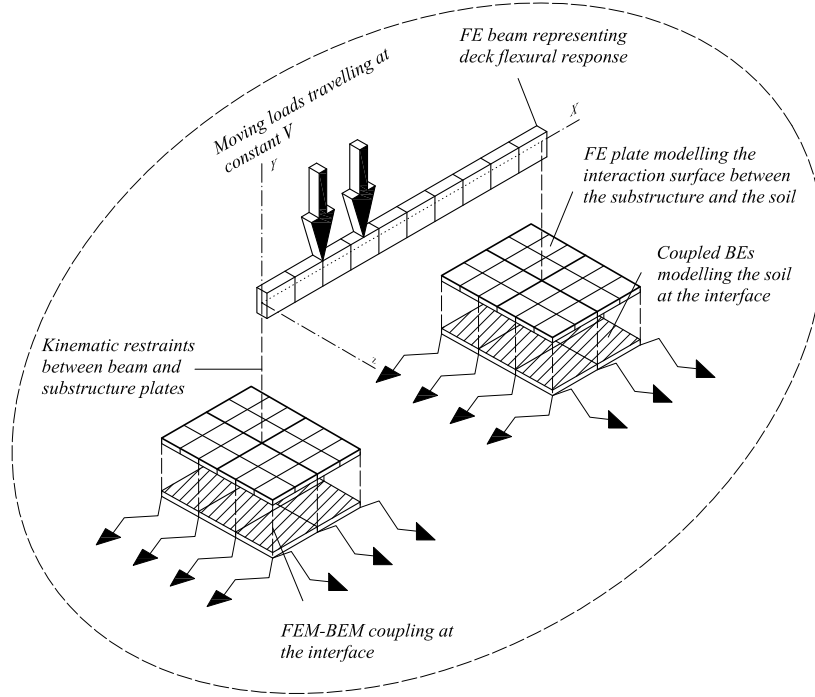 FE beam representing
deck flexural response
Moving loads travelling at
constant V
X
Y
FE plate modelling the
interaction surface between
the substructure and the soil
Coupled BEs
modelling the soil
at the interface
Kinematic restraints
between beam and
substructure plates
z
FEM-BEM coupling at
the interface